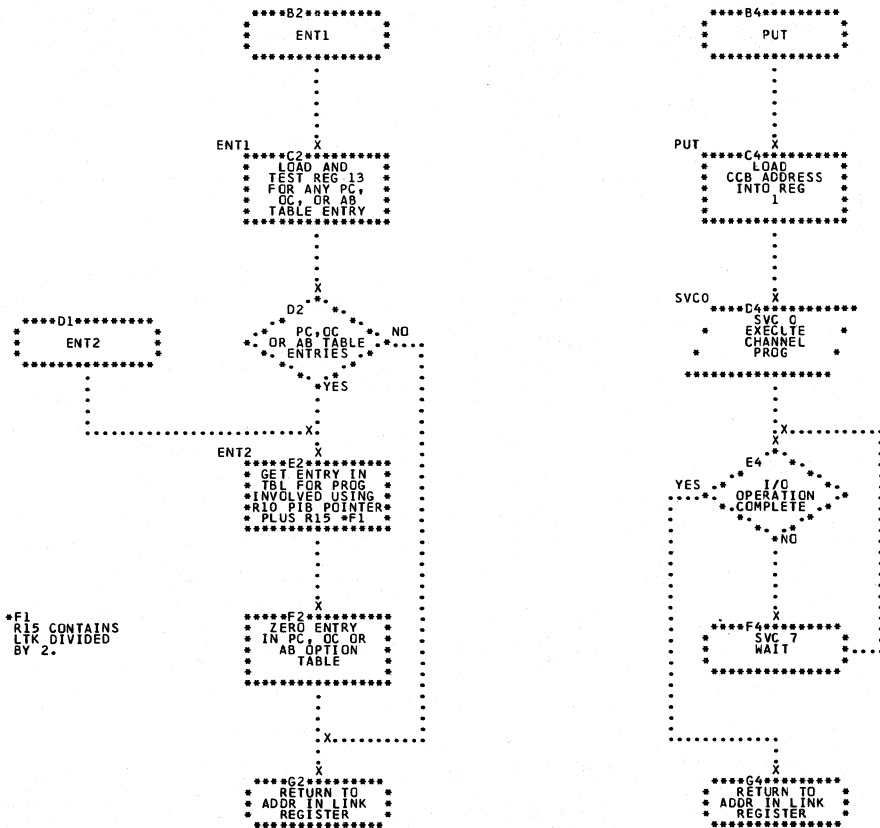 B2
ENT1
ENT1
C2
LOAD AND
TEST REG 13
FOR ANY PC,
OC, OR AB
TABLE ENTRY
D2
PC,OC
OR AB TABLE
ENTRIES
NO
YES
D1
ENT2
ENT2
E2
GET ENTRY IN
TBL FOR PROG
INVOLVED USING
R10 PIB POINTER
PLUS R15 *F1
*F1
R15 CONTAINS
LTK DIVIDED
BY 2.
F2
ZERO ENTRY
IN PC, OC OR
AB OPTION
TABLE
G2
RETURN TO
ADDR IN LINK
REGISTER
B4
PUT
PUT
C4
LOAD
CCB ADDRESS
INTO REG
1
SVC0
D4
SVC 0
EXECUTE
CHANNEL
PROG
E4
I/O
OPERATION
COMPLETE
YES
NO
F4
SVC 7
WAIT
G4
RETURN TO
ADDR IN LINK
REGISTER